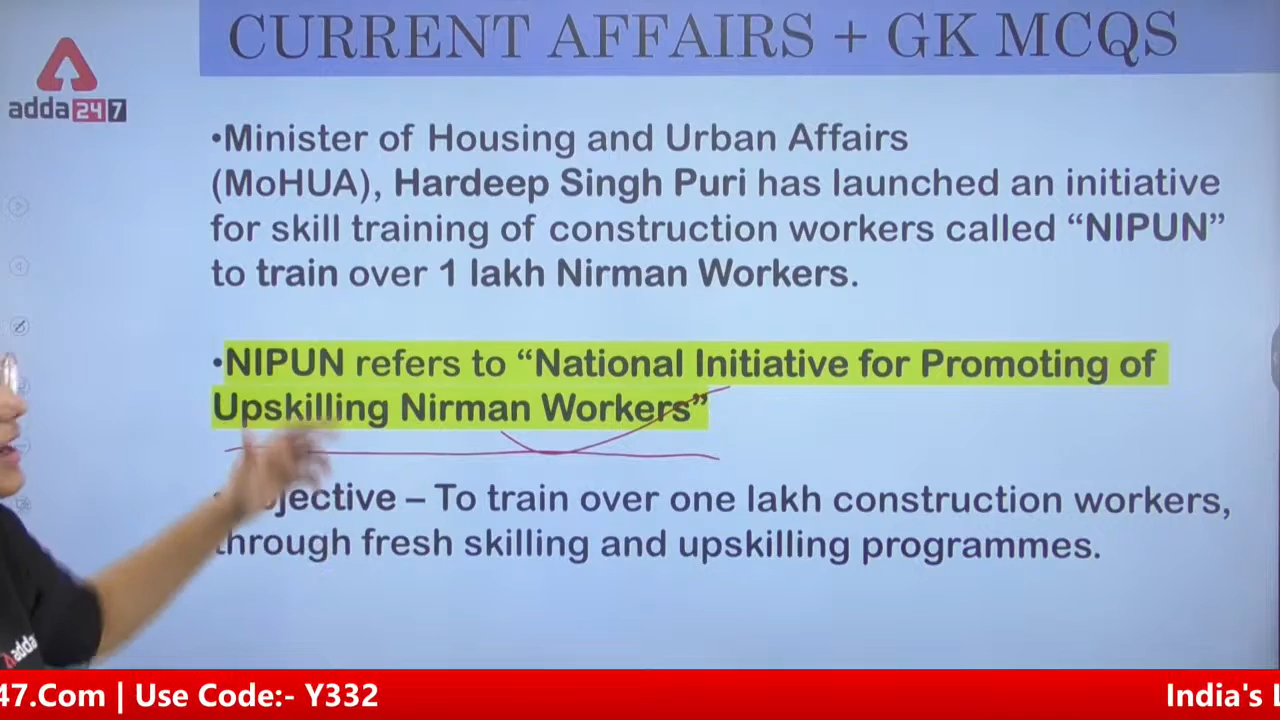 CURRENT AFFAIRS + GK MCQS
adda247
•Minister of Housing and Urban Affairs
(MoHUA), Hardeep Singh Puri has launched an initiative
for skill training of construction workers called “NIPUN”
to train over 1 lakh Nirman Workers.
•NIPUN refers to “National Initiative for Promoting of
Upskilling Nirman Workers”
jective – To train over one lakh construction workers,
through fresh skilling and upskilling programmes.
adda
47.Com | Use Code:- Y332
India's